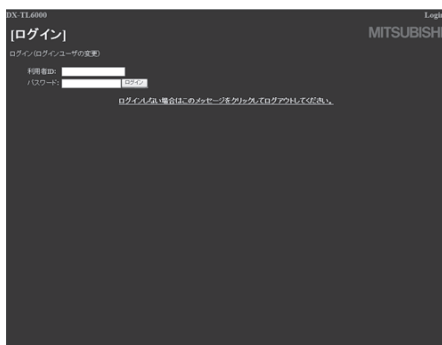 DX-TL6000
Login
[ログイン]
MITSUBISHI
ログイン(ログインユーザの変更)
利用者ID:
パスワード:
ログイン
ログインしない場合はこのメッセージをクリックしてログアウトしてください。